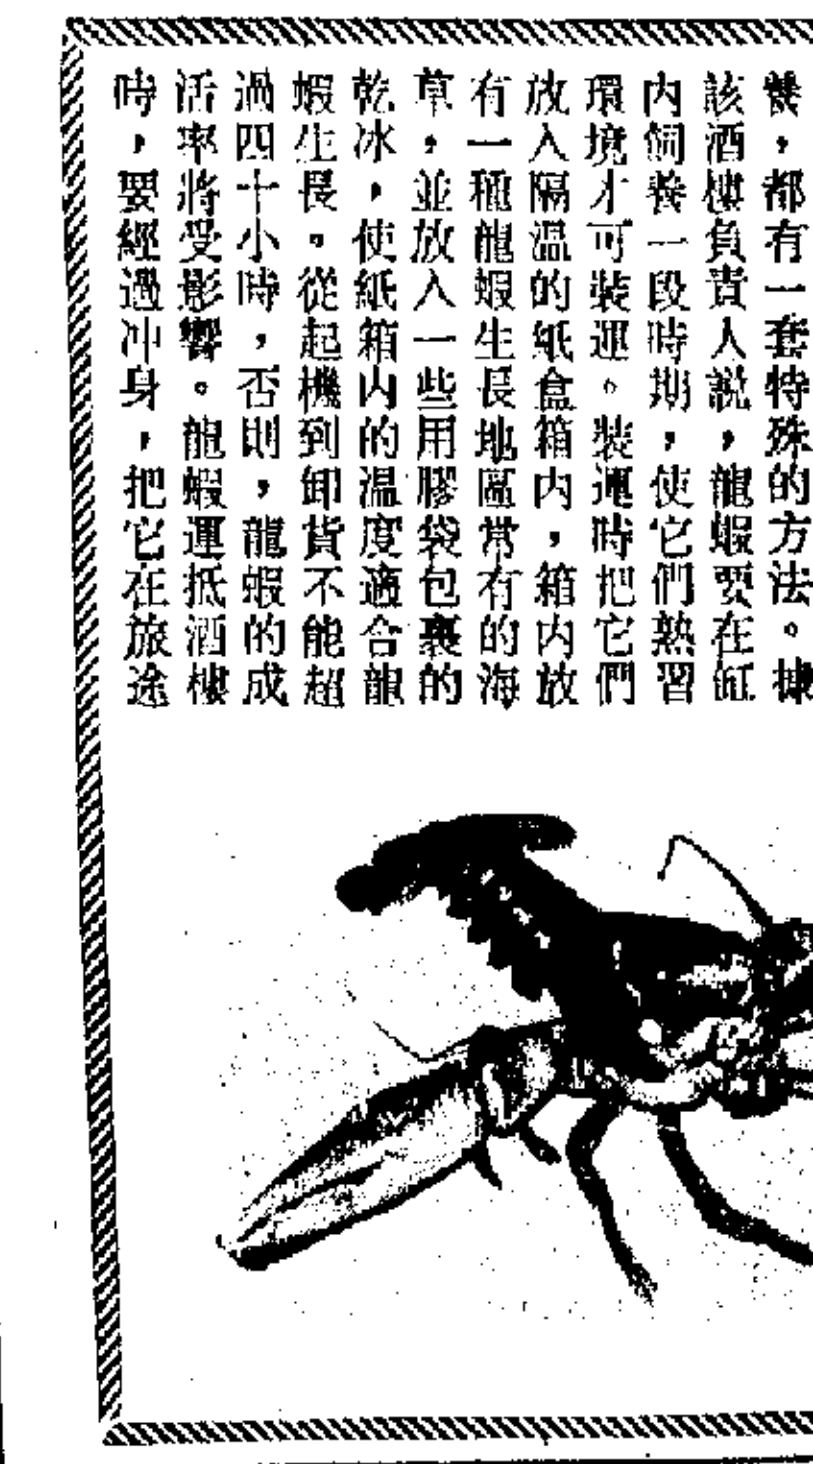 養，都有一套特殊的方法。據
該酒樓負責人說，龍蝦要在缸
內飼養一段時期，使它們熟習
環境才可裝運。裝運時把它們
放入隔温的紙盒箱內，箱內放
有一種龍蝦生長地區常有的海
草，並放入一些用膠袋包裹的
乾冰，使紙箱內的温度適合龍
蝦生長。從起機到卸貨不能超
過四十小時，否則，龍蝦的成
活率將受影響。龍蝦運抵酒樓
時，要經過冲身，把它在旅途